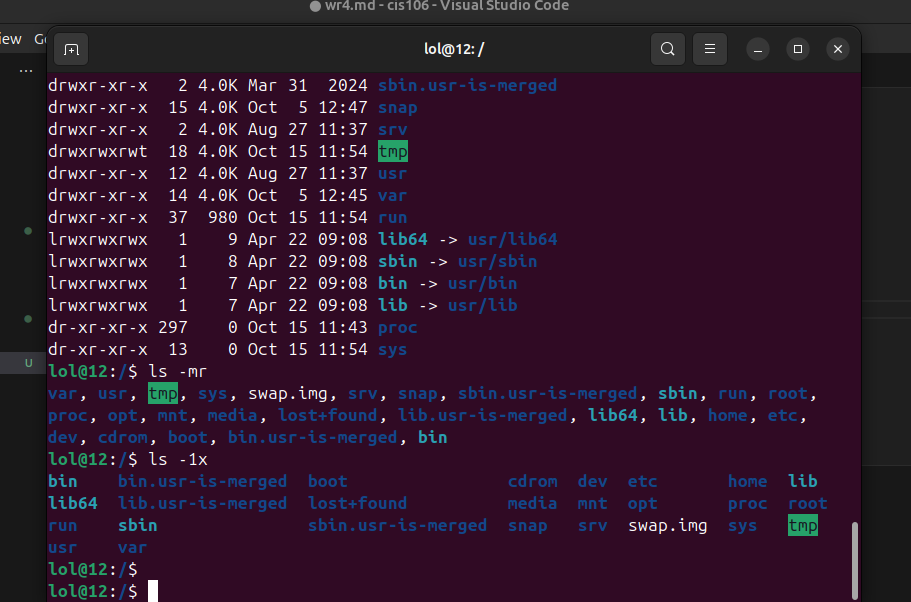 wr4.md - cis106 - Visual Studio Code
iew
lol@12: /
drwxr-xr-x   2 4.0K Mar 31  2024 sbin.usr-is-merged
drwxr-xr-x  15 4.0K Oct  5 12:47 snap
drwxr-xr-x   2 4.0K Aug 27 11:37 srv
drwxrwxrwt  18 4.0K Oct 15 11:54 tmp
drwxr-xr-x  12 4.0K Aug 27 11:37 usr
drwxr-xr-x  14 4.0K Oct  5 12:45 var
drwxr-xr-x  37  980 Oct 15 11:54 run
lrwxrwxrwx   1    9 Apr 22 09:08 lib64 -> usr/lib64
lrwxrwxrwx   1    8 Apr 22 09:08 sbin -> usr/sbin
lrwxrwxrwx   1    7 Apr 22 09:08 bin -> usr/bin
lrwxrwxrwx   1    7 Apr 22 09:08 lib -> usr/lib
dr-xr-xr-x 297    0 Oct 15 11:43 proc
dr-xr-xr-x  13    0 Oct 15 11:54 sys
U
lol@12:/$ ls -mr
var, usr, tmp, sys, swap.img, srv, snap, sbin.usr-is-merged, sbin, run, root,
proc, opt, mnt, media, lost+found, lib.usr-is-merged, lib64, lib, home, etc,
dev, cdrom, boot, bin.usr-is-merged, bin
lol@12:/$ ls -1x
bin    bin.usr-is-merged  boot                cdrom  dev  etc       home  lib
lib64  lib.usr-is-merged  lost+found          media  mnt  opt       proc  root
run    sbin               sbin.usr-is-merged  snap   srv  swap.img  sys   tmp
usr    var
lol@12:/$
lol@12:/$